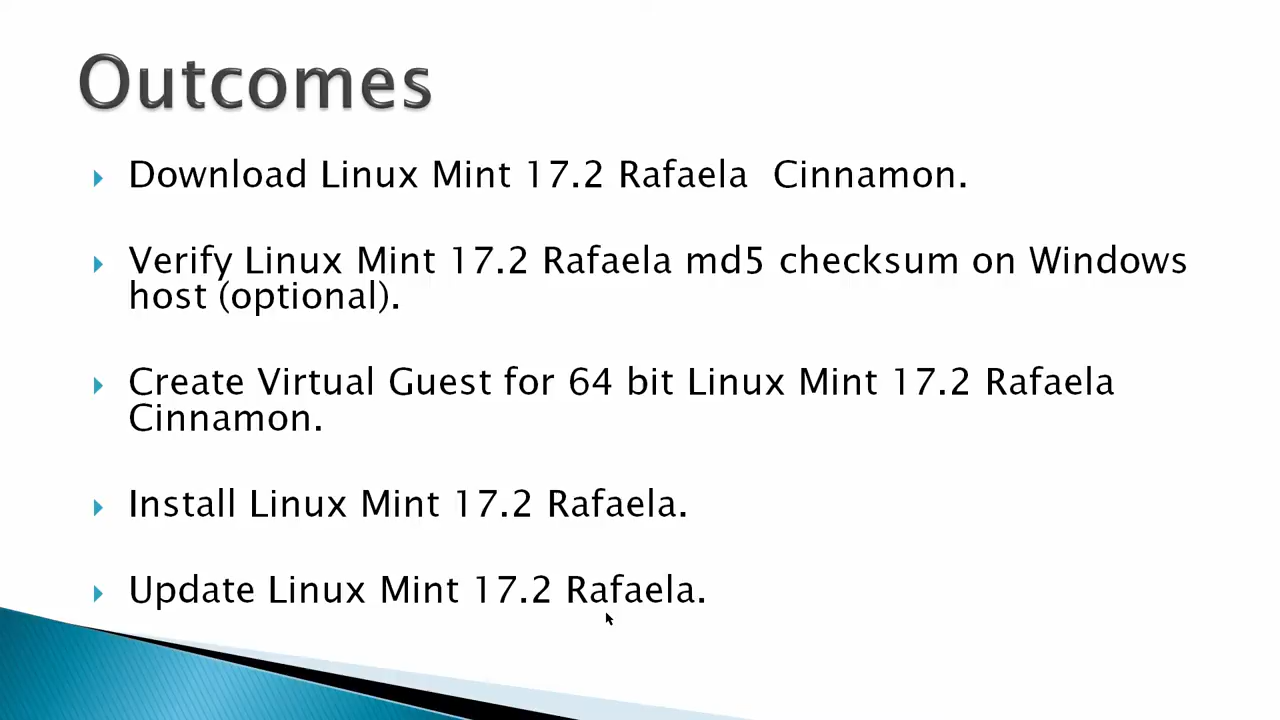 Outcomes
Download Linux Mint 17.2 Rafaela  Cinnamon.
Verify Linux Mint 17.2 Rafaela md5 checksum on Windows
host (optional).
Create Virtual Guest for 64 bit Linux Mint 17.2 Rafaela
Cinnamon.
Install Linux Mint 17.2 Rafaela.
Update Linux Mint 17.2 Rafaela.